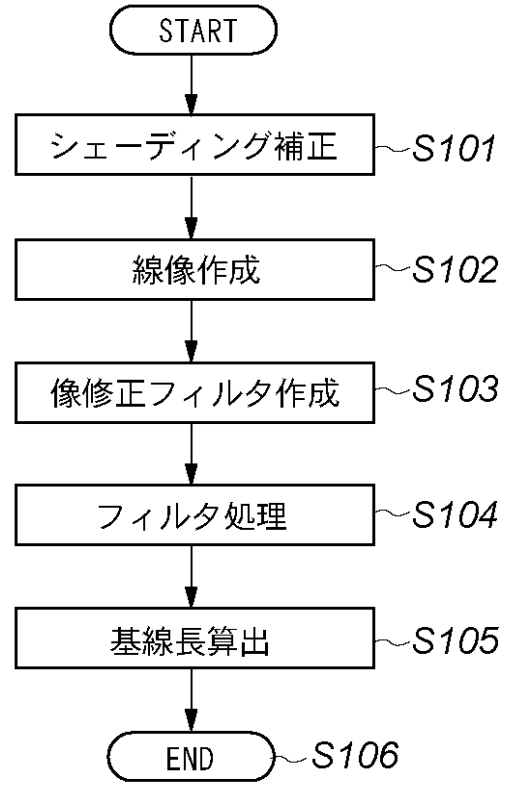 START
シェーディング補正 S101
線像作成 S102
像修正フィルタ作成 S103
フィルタ処理 S104
基線長算出 S105
END S106